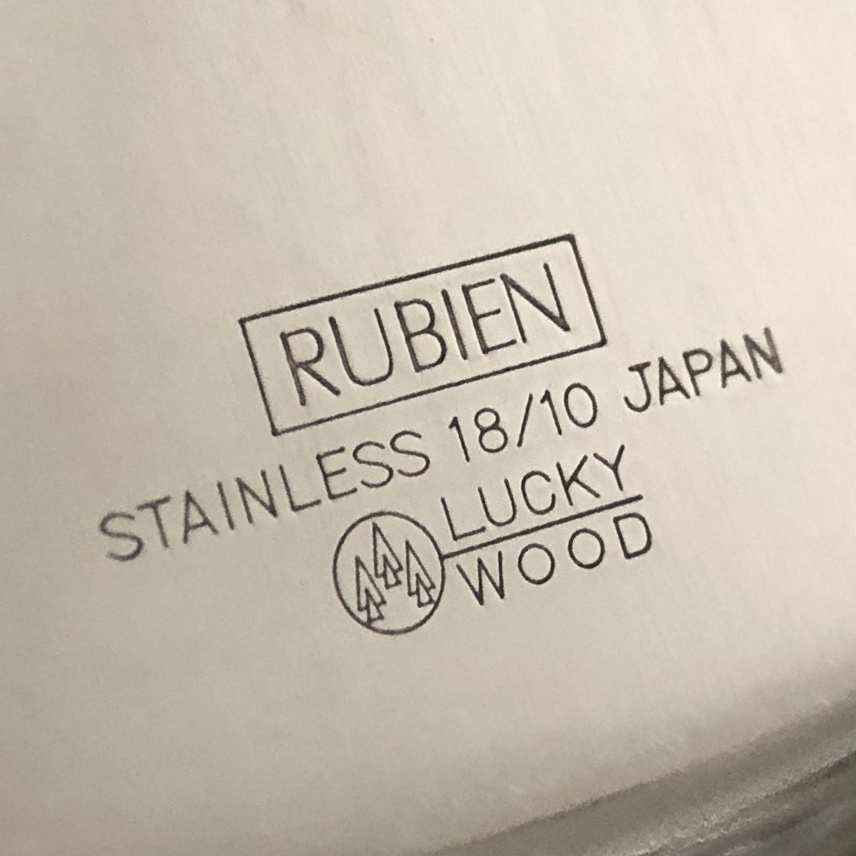 RUBIEN
STAINLESS 18/10 JAPAN
LUCKY
WOOD